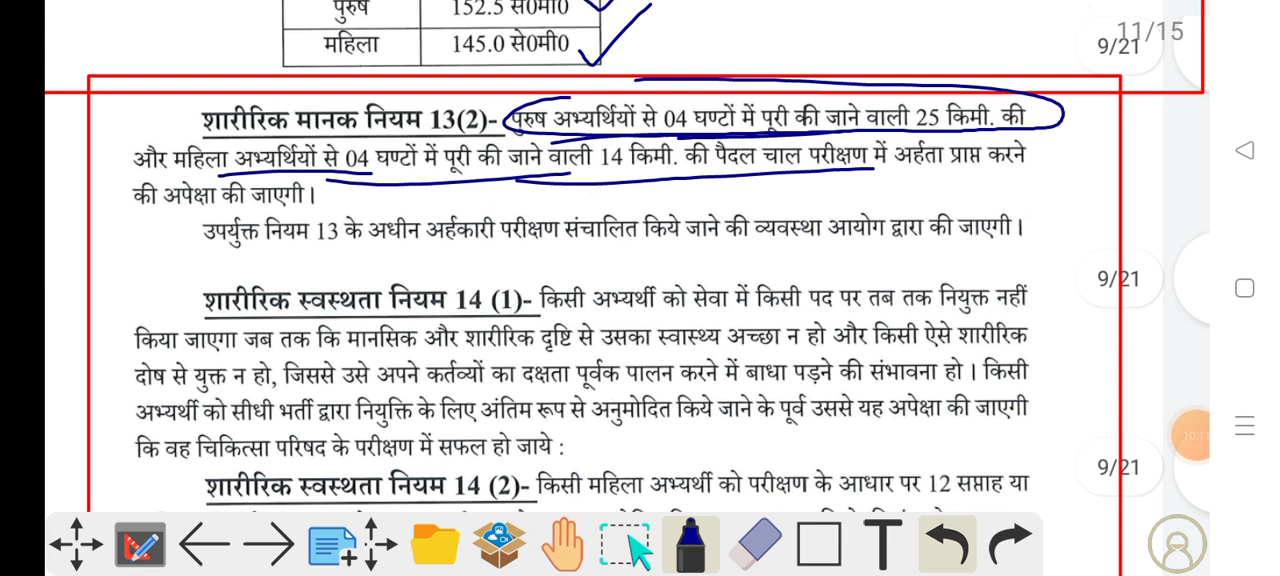 पुरुष 152.5 से0मी0
महिला 145.0 से0मी0
11/15
9/21
शारीरिक मानक नियम 13(2)- पुरुष अभ्यर्थियों से 04 घण्टों में पूरी की जाने वाली 25 किमी. की
और महिला अभ्यर्थियों से 04 घण्टों में पूरी की जाने वाली 14 किमी. की पैदल चाल परीक्षण में अर्हता प्राप्त करने
की अपेक्षा की जाएगी।
उपर्युक्त नियम 13 के अधीन अर्हकारी परीक्षण संचालित किये जाने की व्यवस्था आयोग द्वारा की जाएगी।
9/21
शारीरिक स्वस्थता नियम 14 (1)- किसी अभ्यर्थी को सेवा में किसी पद पर तब तक नियुक्त नहीं
किया जाएगा जब तक कि मानसिक और शारीरिक दृष्टि से उसका स्वास्थ्य अच्छा न हो और किसी ऐसे शारीरिक
दोष से युक्त न हो, जिससे उसे अपने कर्तव्यों का दक्षता पूर्वक पालन करने में बाधा पड़ने की संभावना हो। किसी
अभ्यर्थी को सीधी भर्ती द्वारा नियुक्ति के लिए अंतिम रूप से अनुमोदित किये जाने के पूर्व उससे यह अपेक्षा की जाएगी
कि वह चिकित्सा परिषद के परीक्षण में सफल हो जाये :
9/21
शारीरिक स्वस्थता नियम 14 (2)- किसी महिला अभ्यर्थी को परीक्षण के आधार पर 12 सप्ताह या
T